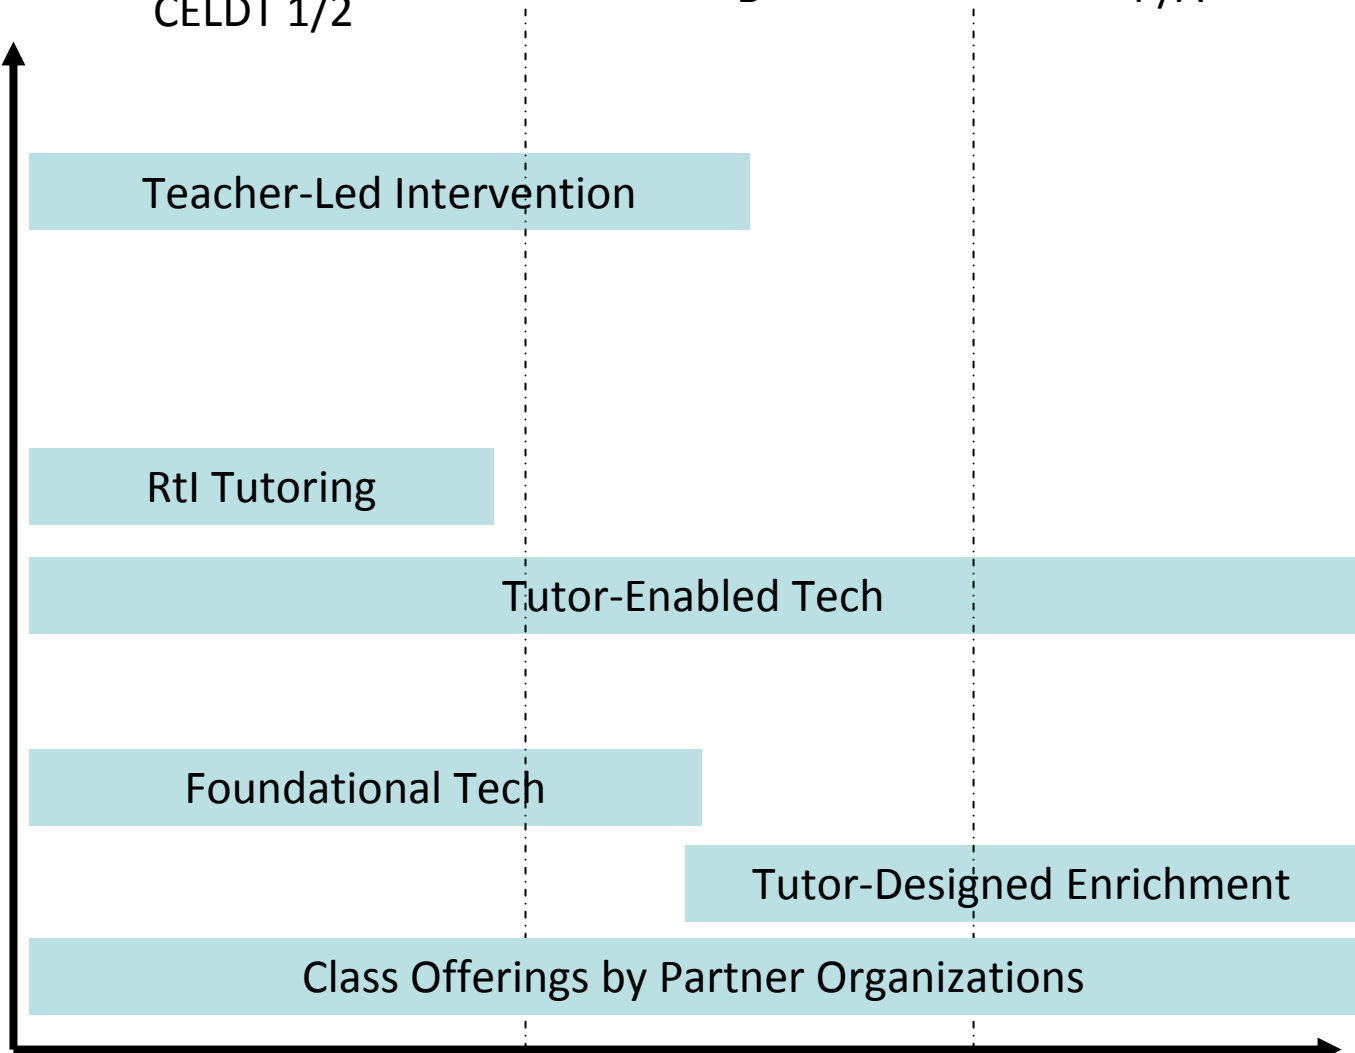 CELDT 1/2
Teacher-Led Intervention
RtI Tutoring
Tutor-Enabled Tech
Foundational Tech
Tutor-Designed Enrichment
Class Offerings by Partner Organizations